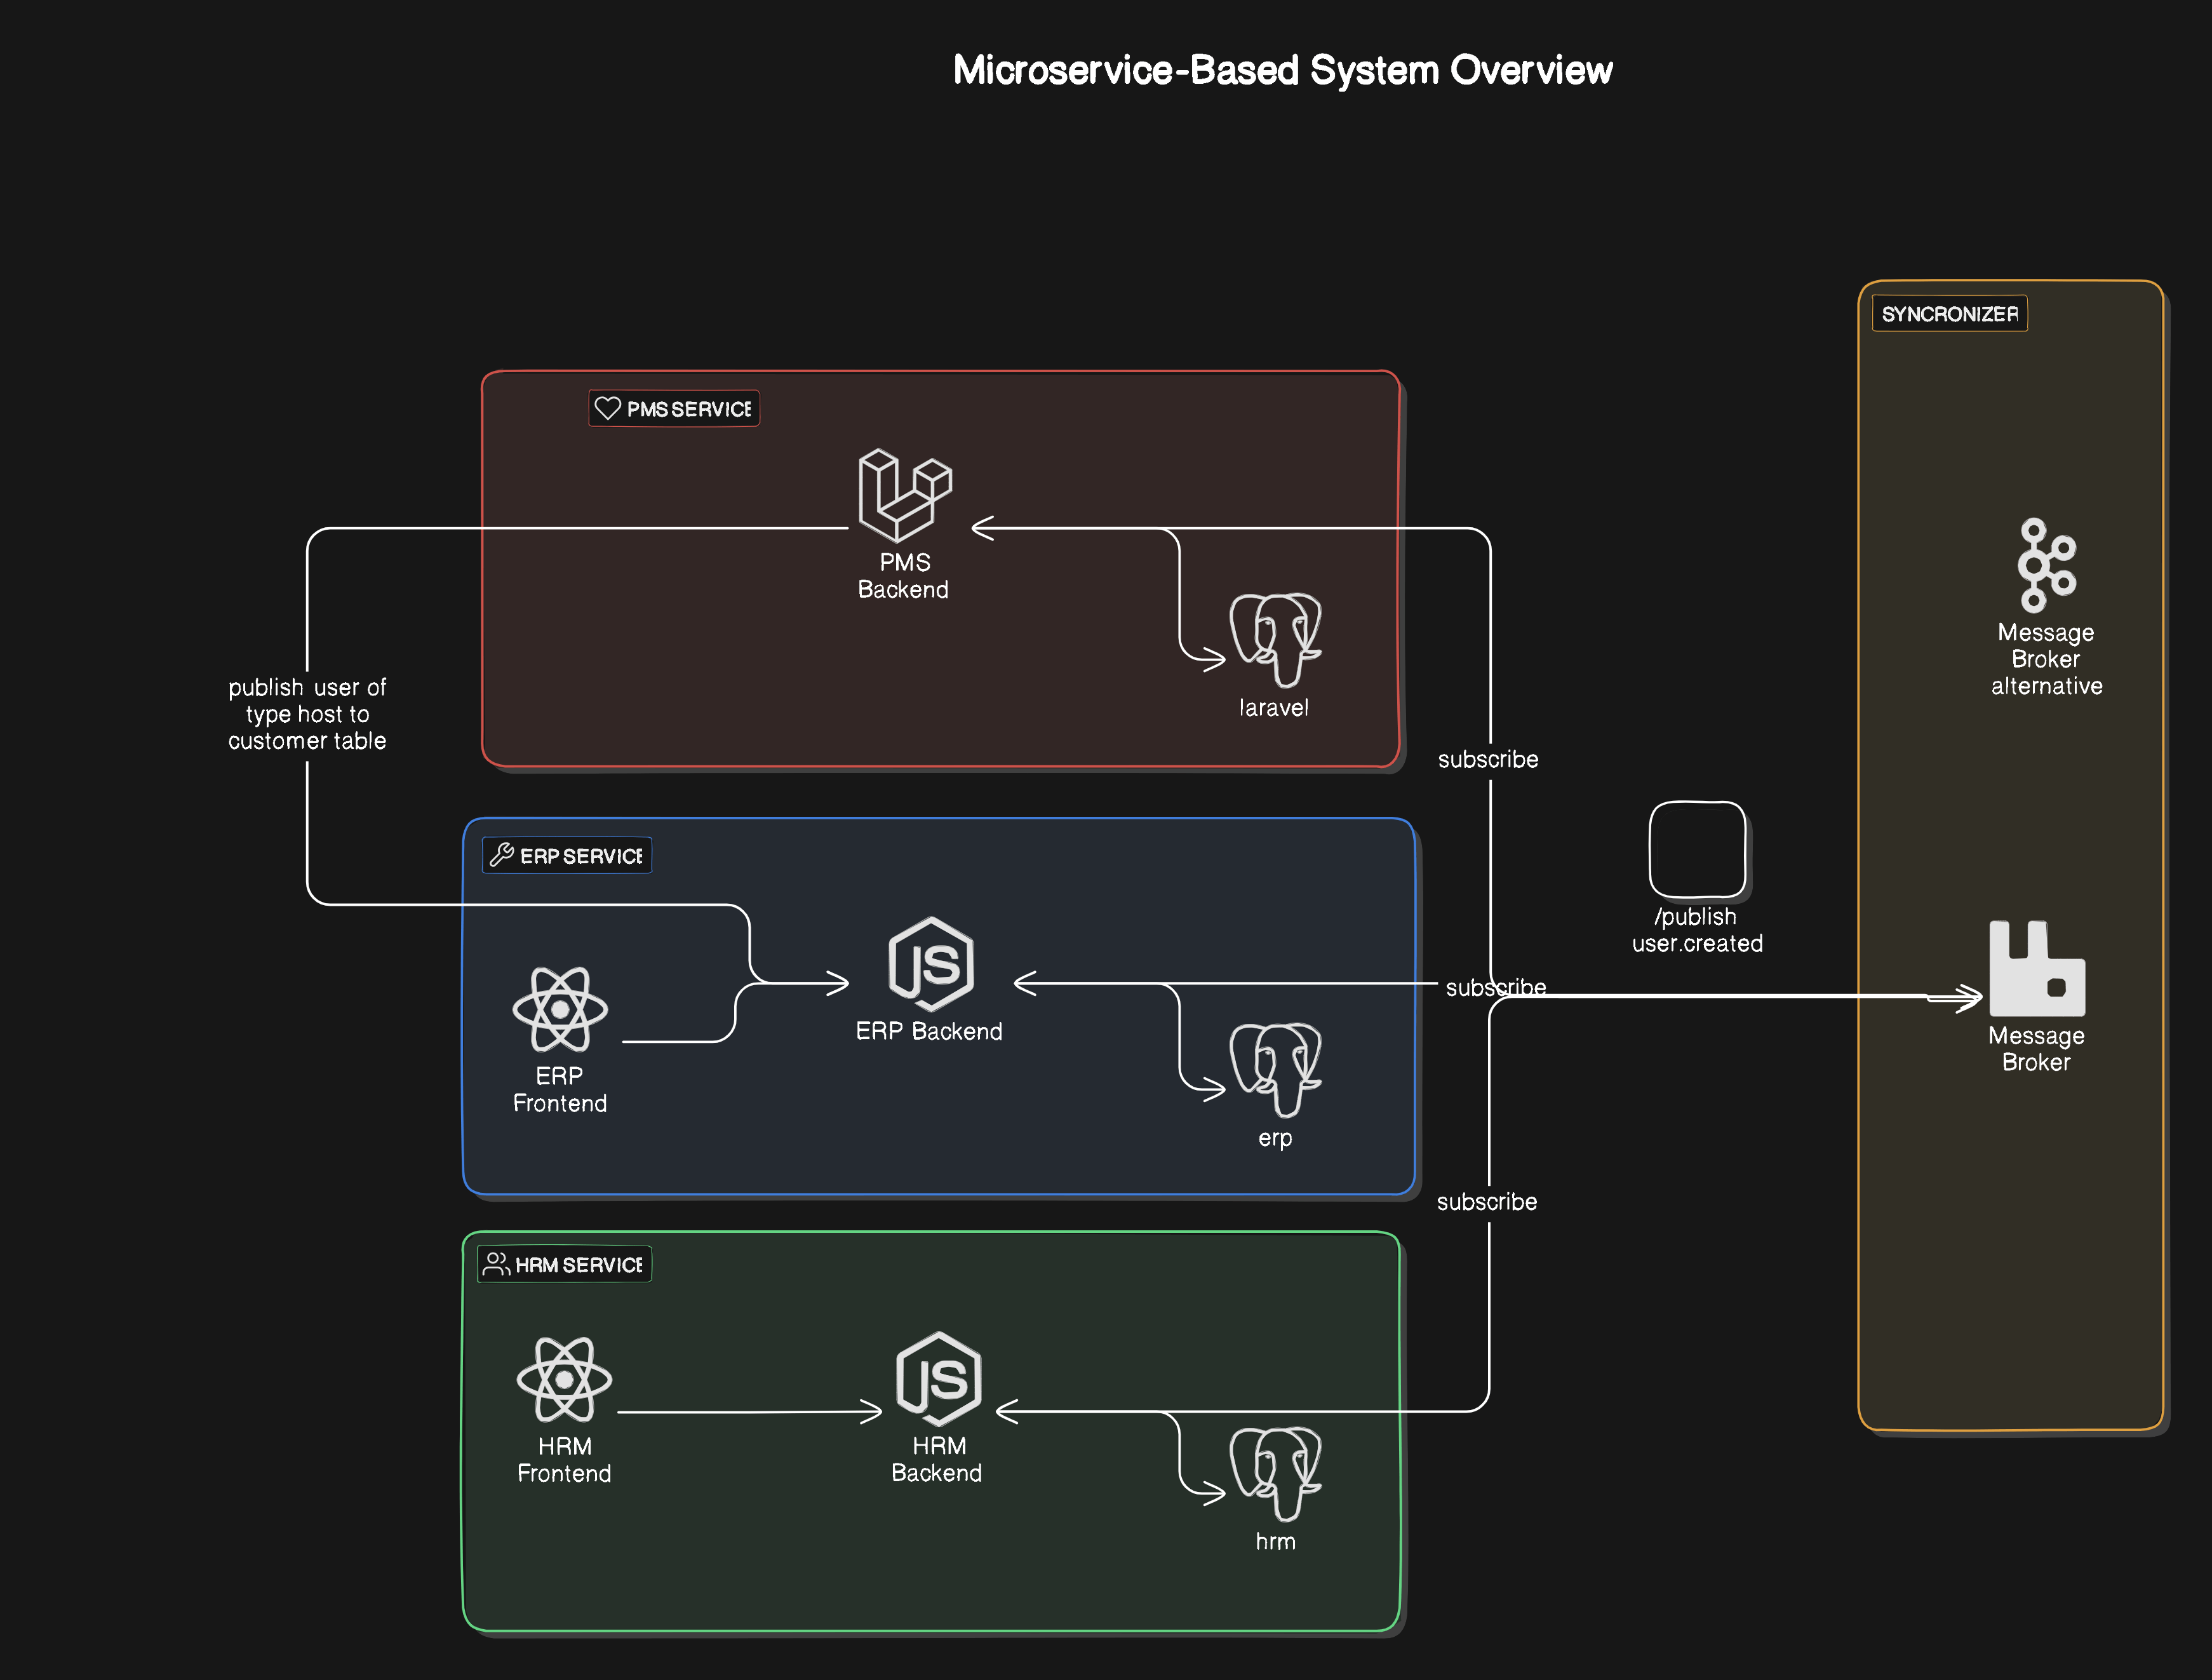 Microservice-Based System Overview
SYNCRONIZER
PMS SERVICE
PMS
Backend
laravel
Message
Broker
alternative
publish user of
type host to
customer table
subscribe
ERP SERVICE
/publish
user.created
JS
subscribe
ERP Backend
ERP
Frontend
erp
Message
Broker
subscribe
HRM SERVICE
JS
HRM
Frontend
HRM
Backend
hrm